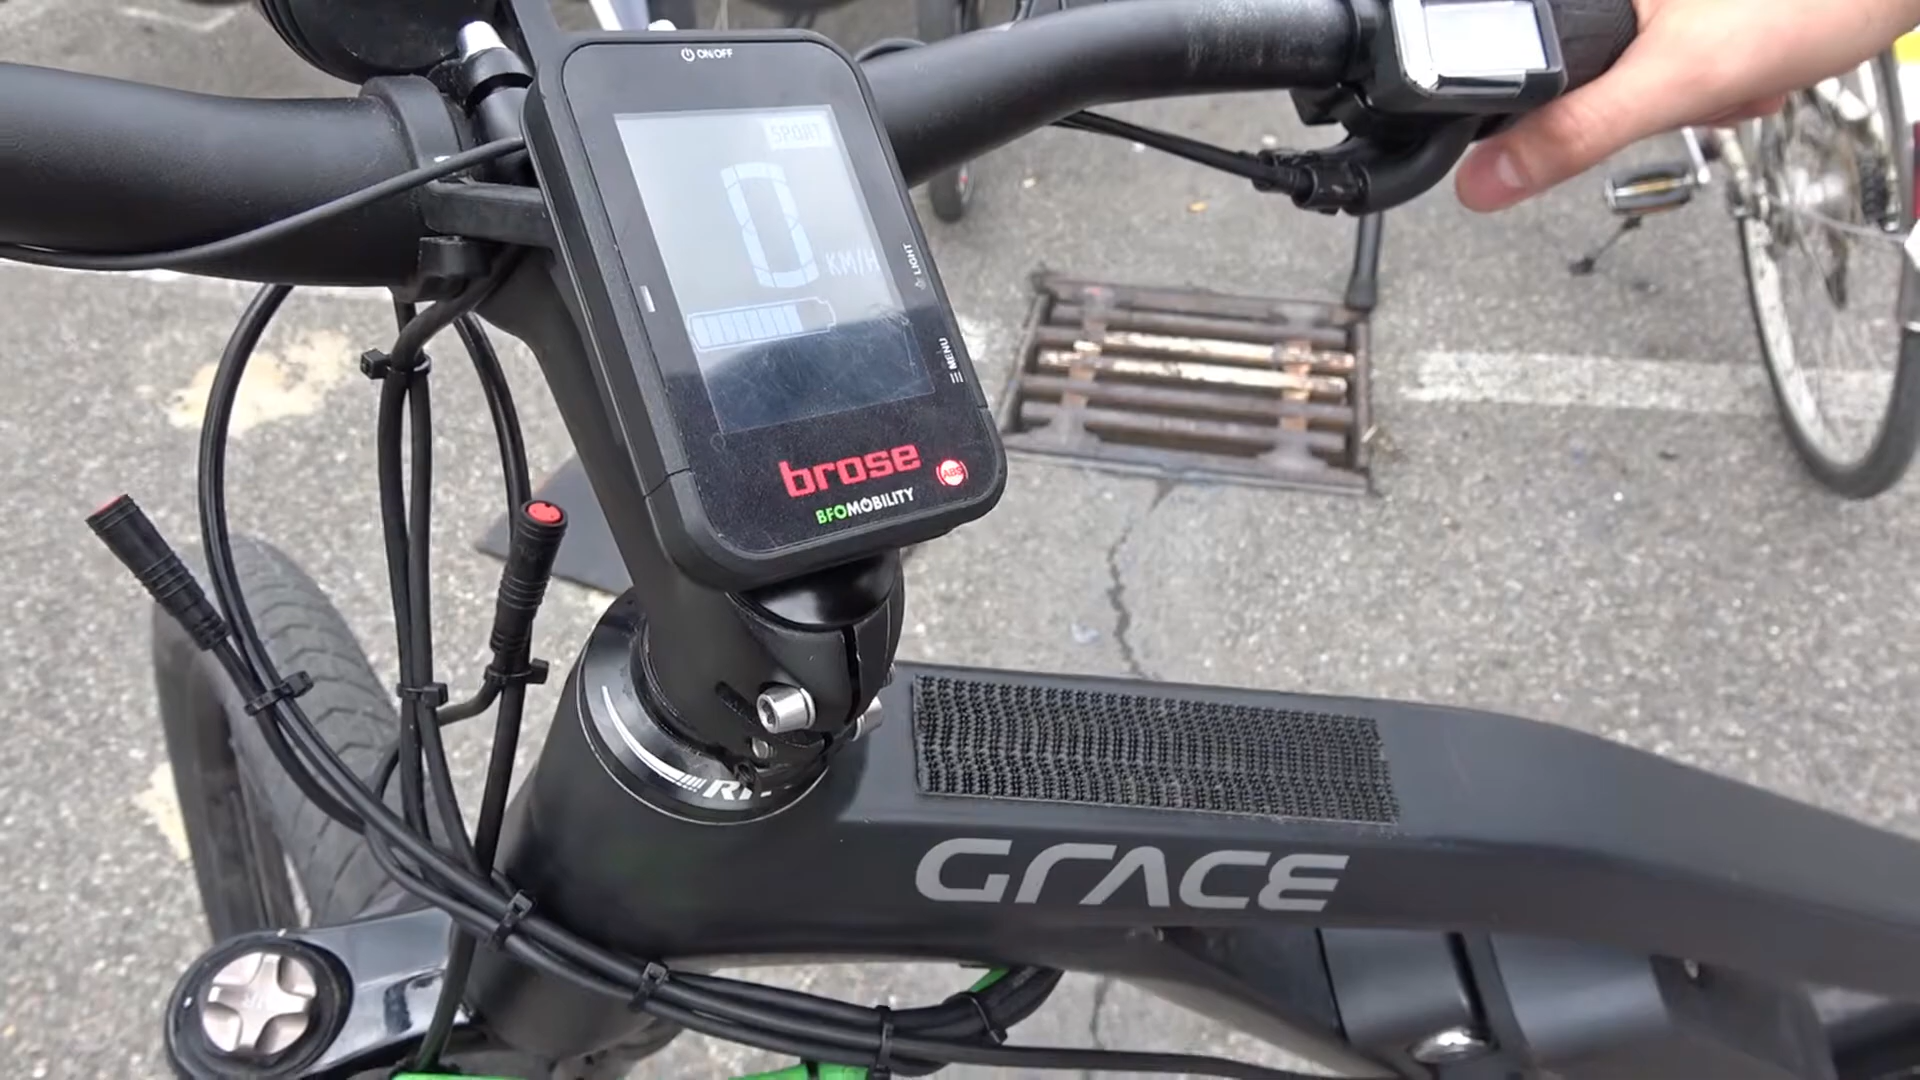 ON/OFF
SPORT
0
KM/H
LIGHT
MENU
brose
ABS
BFOMOBILITY
GRACE